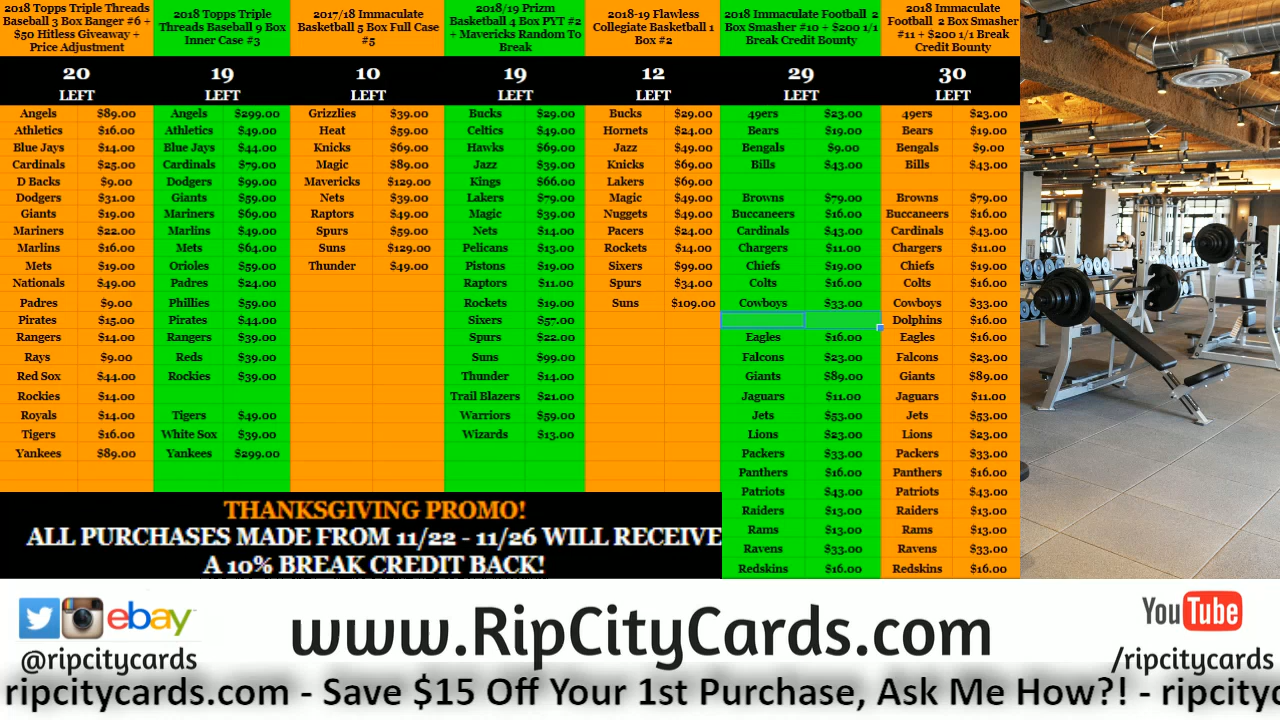 2018 Topps Triple Threads
Baseball 3 Box Banger #6 +
$50 Hitless Giveaway +
Price Adjustment
20
LEFT
Angels $89.00
Athletics $16.00
Blue Jays $14.00
Cardinals $25.00
D Backs $9.00
Dodgers $31.00
Giants $19.00
Mariners $22.00
Marlins $16.00
Mets $19.00
Nationals $49.00
Padres $9.00
Pirates $15.00
Rangers $14.00
Rays $9.00
Red Sox $44.00
Rockies $14.00
Royals $14.00
Tigers $16.00
Yankees $89.00
2018 Topps Triple
Threads Baseball 9 Box
Inner Case #3
19
LEFT
Angels $299.00
Athletics $49.00
Blue Jays $44.00
Cardinals $79.00
Dodgers $99.00
Giants $59.00
Mariners $69.00
Marlins $49.00
Mets $64.00
Orioles $59.00
Padres $24.00
Phillies $59.00
Pirates $44.00
Rangers $39.00
Reds $39.00
Rockies $39.00
Tigers $49.00
White Sox $39.00
Yankees $299.00
2017/18 Immaculate
Basketball 5 Box Full Case
#5
10
LEFT
Grizzlies $39.00
Heat $59.00
Knicks $69.00
Magic $89.00
Mavericks $129.00
Nets $39.00
Raptors $49.00
Spurs $59.00
Suns $129.00
Thunder $49.00
2018/19 Prizm
Basketball 4 Box PYT #2
+ Mavericks Random To
Break
19
LEFT
Bucks $29.00
Celtics $49.00
Hawks $69.00
Jazz $39.00
Kings $66.00
Lakers $79.00
Magic $39.00
Nets $14.00
Pelicans $13.00
Pistons $19.00
Raptors $11.00
Rockets $19.00
Sixers $57.00
Spurs $22.00
Suns $99.00
Thunder $14.00
Trail Blazers $21.00
Warriors $59.00
Wizards $13.00
2018-19 Flawless
Collegiate Basketball 1
Box #2
12
LEFT
Bucks $29.00
Hornets $24.00
Jazz $49.00
Knicks $69.00
Lakers $69.00
Magic $49.00
Nuggets $49.00
Pacers $24.00
Rockets $14.00
Sixers $99.00
Spurs $34.00
Suns $109.00
2018 Immaculate Football 2
Box Smasher #10 + $200 1/1
Break Credit Bounty
29
LEFT
49ers $23.00
Bears $19.00
Bengals $9.00
Bills $43.00
Browns $79.00
Buccaneers $16.00
Cardinals $43.00
Chargers $11.00
Chiefs $19.00
Colts $16.00
Cowboys $33.00
Eagles $16.00
Falcons $23.00
Giants $89.00
Jaguars $11.00
Jets $53.00
Lions $23.00
Packers $33.00
Panthers $16.00
Patriots $43.00
Raiders $13.00
Rams $13.00
Ravens $33.00
Redskins $16.00
2018 Immaculate
Football 2 Box Smasher
#11 + $200 1/1 Break
Credit Bounty
30
LEFT
49ers $23.00
Bears $19.00
Bengals $9.00
Bills $43.00
Browns $79.00
Buccaneers $16.00
Cardinals $43.00
Chargers $11.00
Chiefs $19.00
Colts $16.00
Cowboys $33.00
Dolphins $16.00
Eagles $16.00
Falcons $23.00
Giants $89.00
Jaguars $11.00
Jets $53.00
Lions $23.00
Packers $33.00
Panthers $16.00
Patriots $43.00
Raiders $13.00
Rams $13.00
Ravens $33.00
Redskins $16.00
THANKSGIVING PROMO!
ALL PURCHASES MADE FROM 11/22 - 11/26 WILL RECEIVE
A 10% BREAK CREDIT BACK!
ebay
@ripcitycards
www.RipCityCards.com
YouTube
/ripcitycards
ripcitycards.com - Save $15 Off Your 1st Purchase, Ask Me How?! - ripcityc